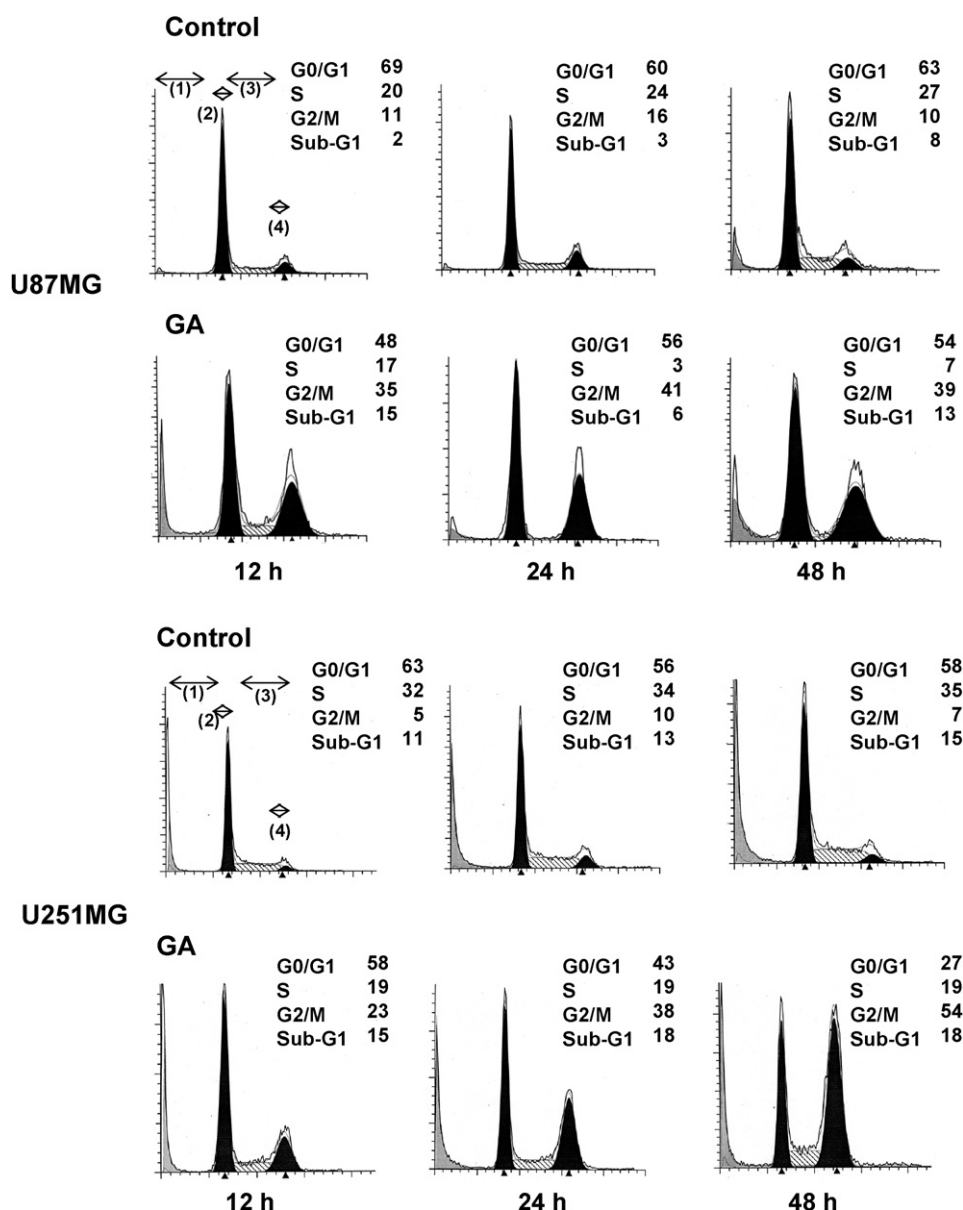 Control
(1)
(2)
(3)
(4)
G0/G1 69
S 20
G2/M 11
Sub-G1 2
G0/G1 60
S 24
G2/M 16
Sub-G1 3
G0/G1 63
S 27
G2/M 10
Sub-G1 8
U87MG
GA
G0/G1 48
S 17
G2/M 35
Sub-G1 15
G0/G1 56
S 3
G2/M 41
Sub-G1 6
G0/G1 54
S 7
G2/M 39
Sub-G1 13
12 h 24 h 48 h
Control
(1)
(2)
(3)
(4)
G0/G1 63
S 32
G2/M 5
Sub-G1 11
G0/G1 56
S 34
G2/M 10
Sub-G1 13
G0/G1 58
S 35
G2/M 7
Sub-G1 15
U251MG
GA
G0/G1 58
S 19
G2/M 23
Sub-G1 15
G0/G1 43
S 19
G2/M 38
Sub-G1 18
G0/G1 27
S 19
G2/M 54
Sub-G1 18
12 h 24 h 48 h